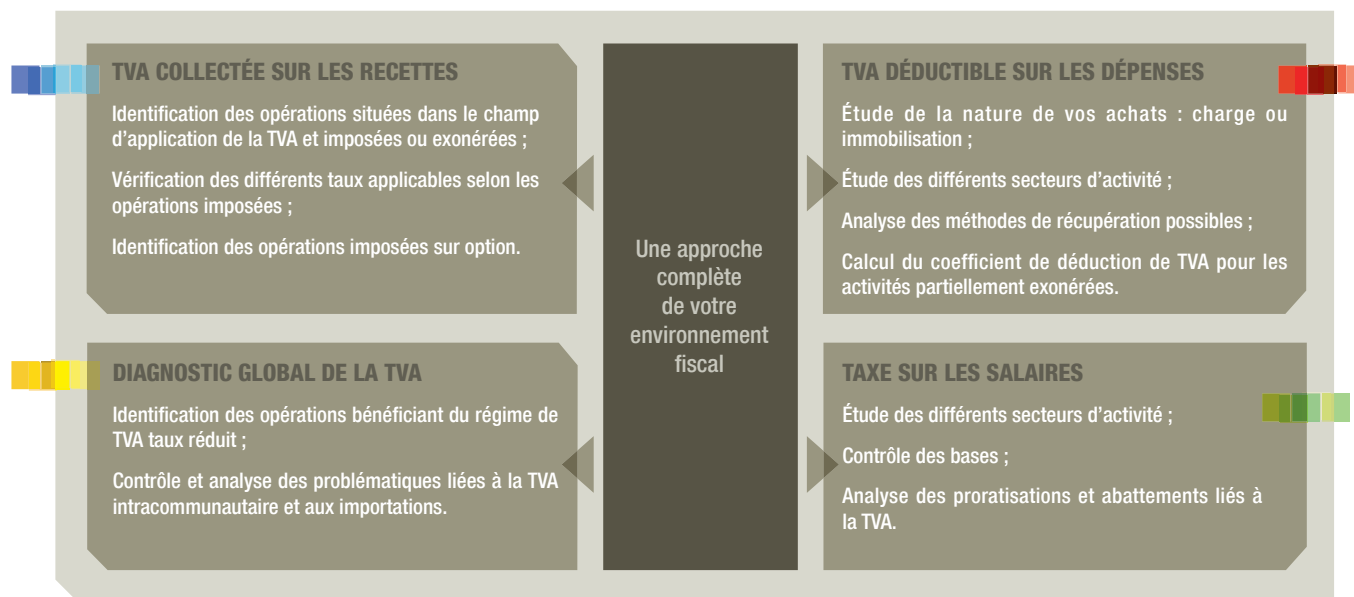 TVA COLLECTÉE SUR LES RECETTES
Identification des opérations situées dans le champ
d'application de la TVA et imposées ou exonérées ;
Vérification des différents taux applicables selon les
opérations imposées ;
Identification des opérations imposées sur option.
DIAGNOSTIC GLOBAL DE LA TVA
Identification des opérations bénéficiant du régime de
TVA taux réduit ;
Contrôle et analyse des problématiques liées à la TVA
intracommunautaire et aux importations.
Une approche
complète
de votre
environnement
fiscal
TVA DÉDUCTIBLE SUR LES DÉPENSES
Étude de la nature de vos achats : charge ou
immobilisation ;
Étude des différents secteurs d'activité ;
Analyse des méthodes de récupération possibles ;
Calcul du coefficient de déduction de TVA pour les
activités partiellement exonérées.
TAXE SUR LES SALAIRES
Étude des différents secteurs d'activité ;
Contrôle des bases ;
Analyse des proratisations et abattements liés à
la TVA.